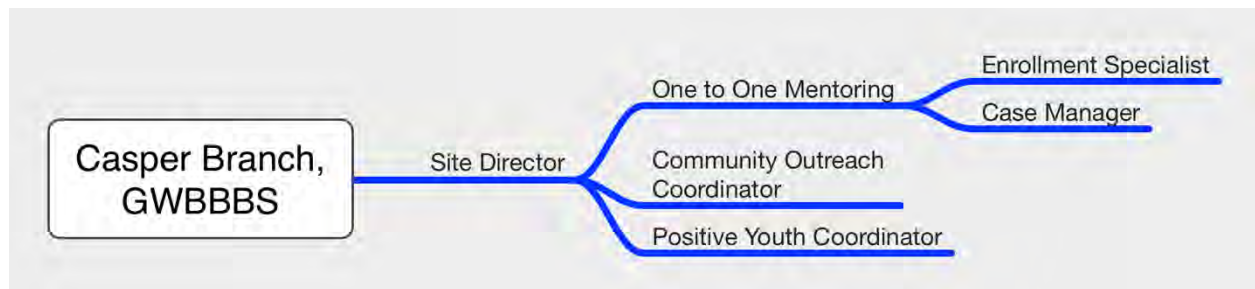 Casper Branch,
GWBBBS
Site Director
One to One Mentoring
Enrollment Specialist
Case Manager
Community Outreach
Coordinator
Positive Youth Coordinator